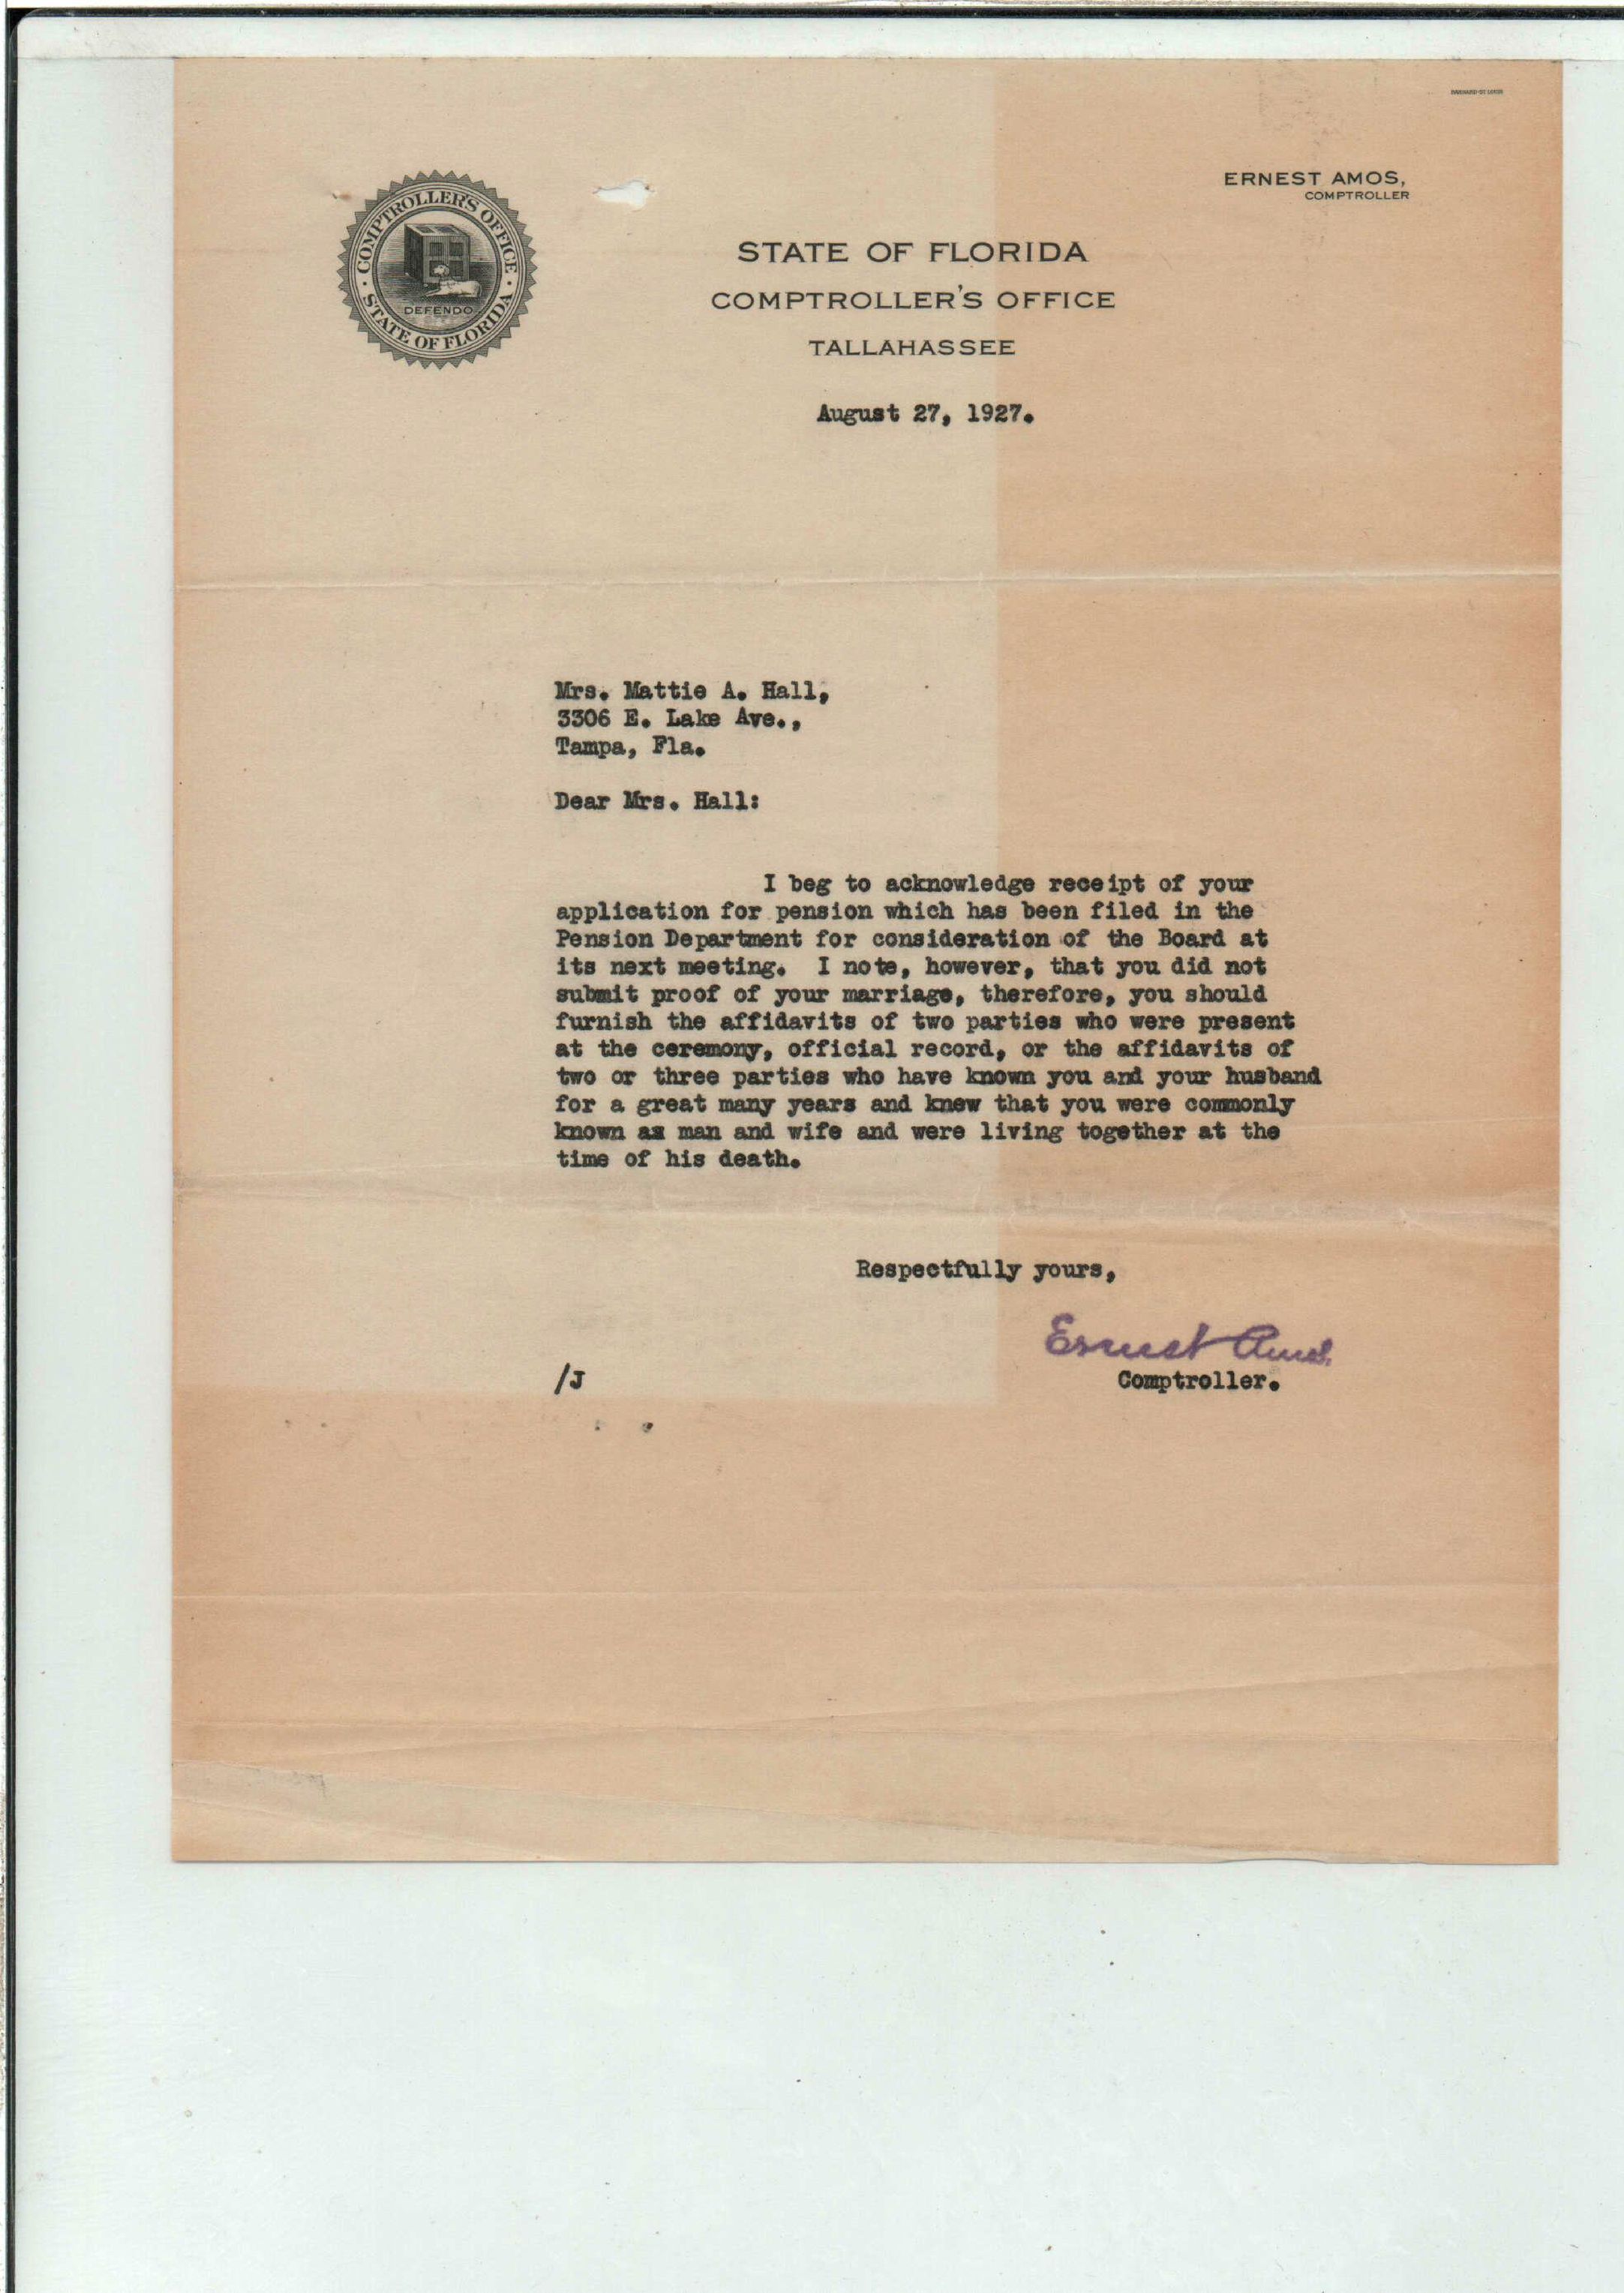 BARNARD-ST LOUIS
ERNEST AMOS,
COMPTROLLER
COMPTROLLER'S OFFICE
DEFENDO
STATE OF FLORIDA
STATE OF FLORIDA
COMPTROLLER'S OFFICE
TALLAHASSEE
August 27, 1927.
Mrs. Mattie A. Hall,
3306 E. Lake Ave.,
Tampa, Fla.
Dear Mrs. Hall:
I beg to acknowledge receipt of your
application for pension which has been filed in the
Pension Department for consideration of the Board at
its next meeting. I note, however, that you did not
submit proof of your marriage, therefore, you should
furnish the affidavits of two parties who were present
at the ceremony, official record, or the affidavits of
two or three parties who have known you and your husband
for a great many years and knew that you were commonly
known as man and wife and were living together at the
time of his death.
Respectfully yours,
Ernest Amos
/J
Comptroller.